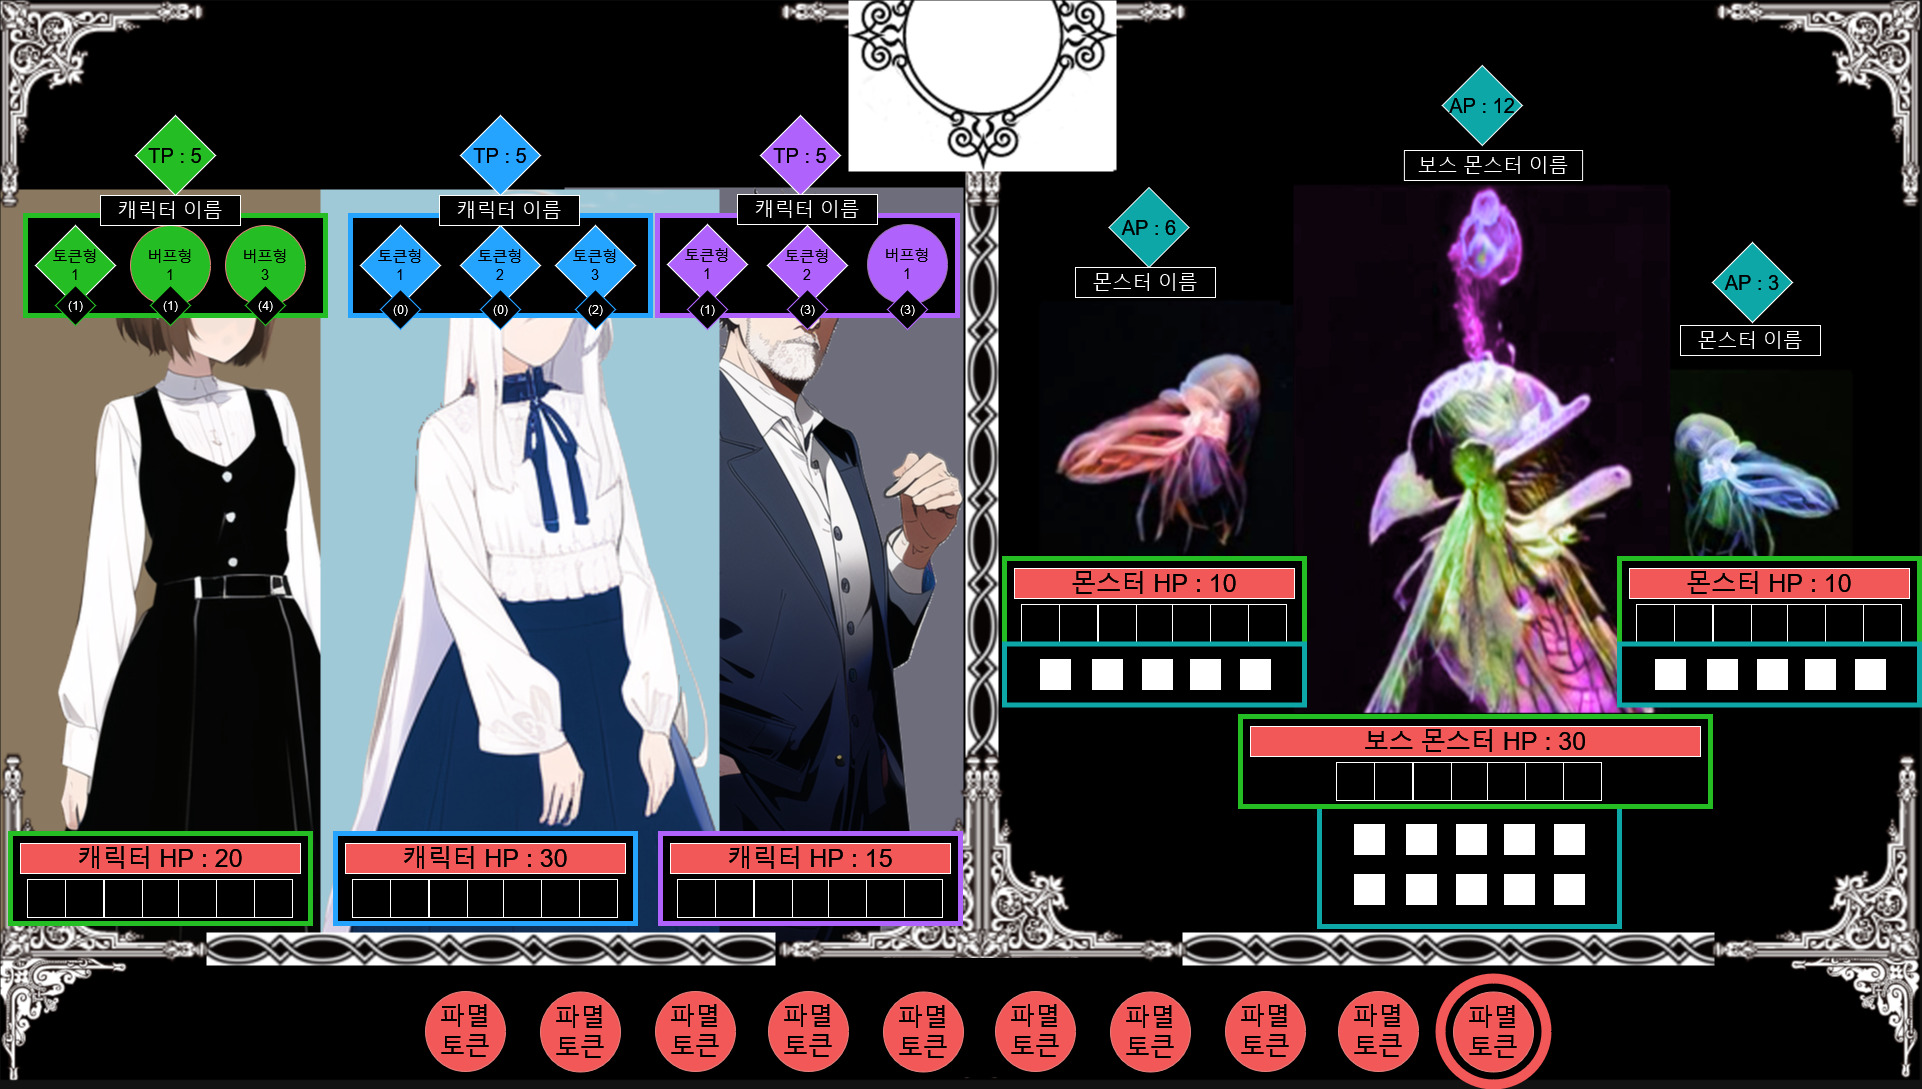 TP : 5
캐릭터 이름
토큰형
1
(1)
버프형
1
(1)
버프형
3
(4)
TP : 5
캐릭터 이름
토큰형
1
(0)
토큰형
2
(0)
토큰형
3
(2)
TP : 5
캐릭터 이름
토큰형
1
(1)
토큰형
2
(3)
버프형
1
(3)
AP : 6
몬스터 이름
AP : 12
보스 몬스터 이름
AP : 3
몬스터 이름
몬스터 HP : 10
몬스터 HP : 10
보스 몬스터 HP : 30
캐릭터 HP : 20
캐릭터 HP : 30
캐릭터 HP : 15
파멸
토큰
파멸
토큰
파멸
토큰
파멸
토큰
파멸
토큰
파멸
토큰
파멸
토큰
파멸
토큰
파멸
토큰
파멸
토큰